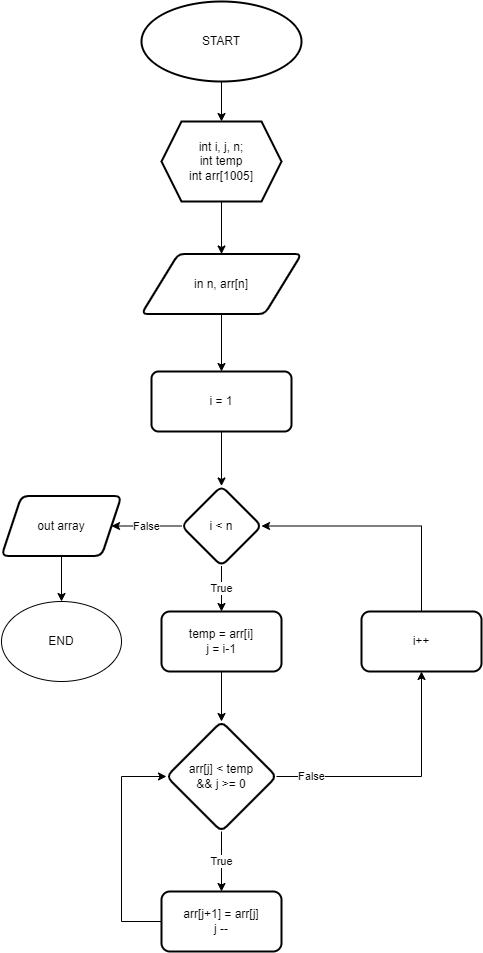 START
int i, j, n;
int temp
int arr[1005]
in n, arr[n]
i = 1
i < n
False
out array
END
True
temp = arr[i]
j = i-1
i++
arr[j] < temp
&& j >= 0
False
True
arr[j+1] = arr[j]
j --